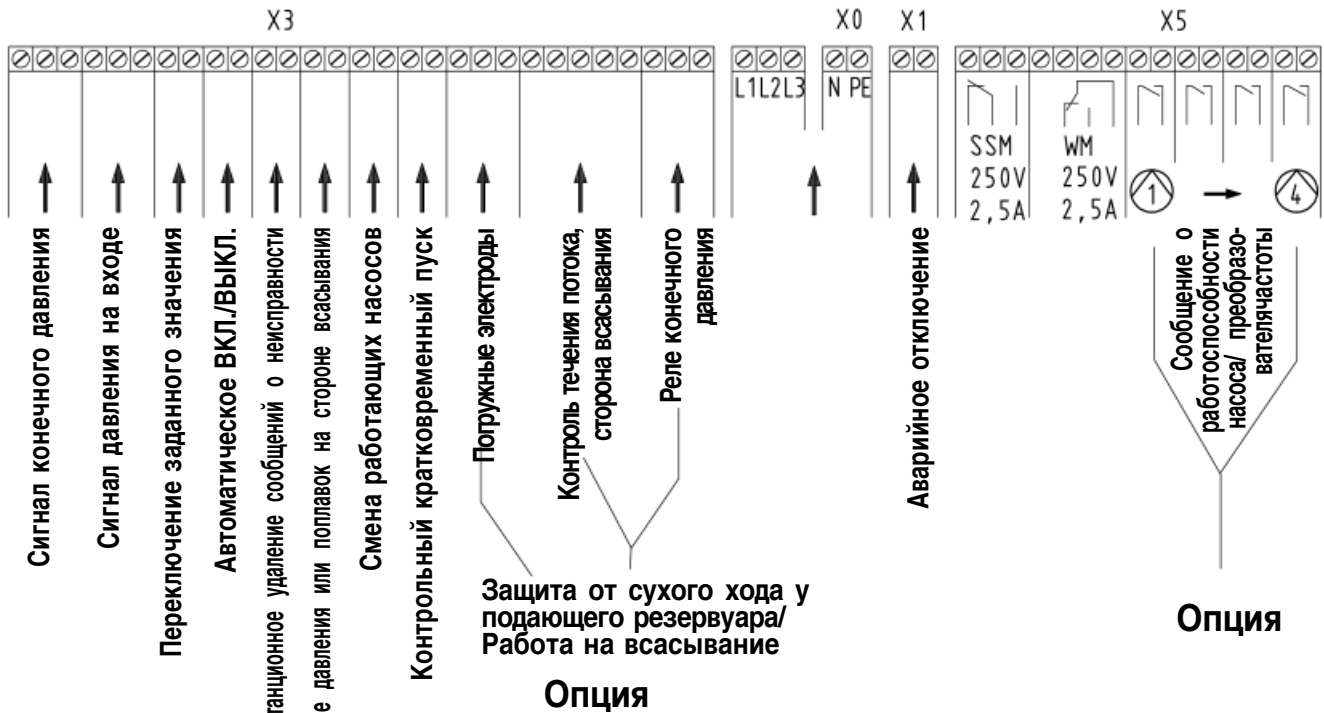 X3
X0
X1
X5
L1L2L3
N PE
SSM
250V
2,5A
WM
250V
2,5A
1
4
Сигнал конечного давления
Сигнал давления на входе
Переключение заданного значения
Автоматическое ВКЛ./ВЫКЛ.
удаление сообщений о неисправности
давления или поплавок на стороне всасывания
Смена работающих насосов
Контрольный кратковременный пуск
Погружные электроды
Контроль течения потока,
сторона всасывания
Реле конечного
давления
Аварийное отключение
Сообщение о
работоспособности
насоса/ преобразо-
вателячастоты
Защита от сухого хода у
подающего резервуара/
Работа на всасывание
Опция
Опция